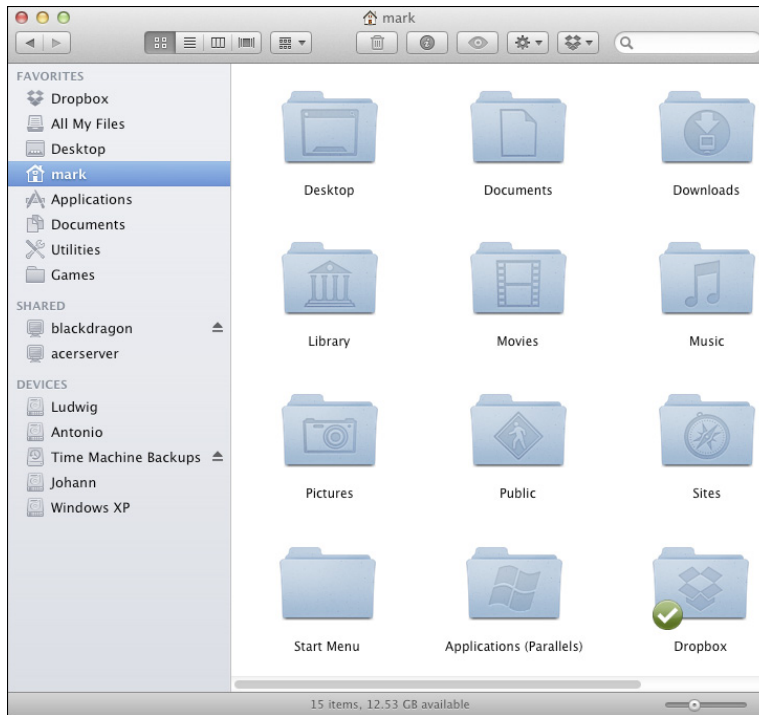 mark
FAVORITES
Dropbox
All My Files
Desktop
mark
Applications
Documents
Utilities
Games
SHARED
blackdragon
acerserver
DEVICES
Ludwig
Antonio
Time Machine Backups
Johann
Windows XP
Desktop
Documents
Downloads
Library
Movies
Music
Pictures
Public
Sites
Start Menu
Applications (Parallels)
Dropbox
15 items, 12.53 GB available